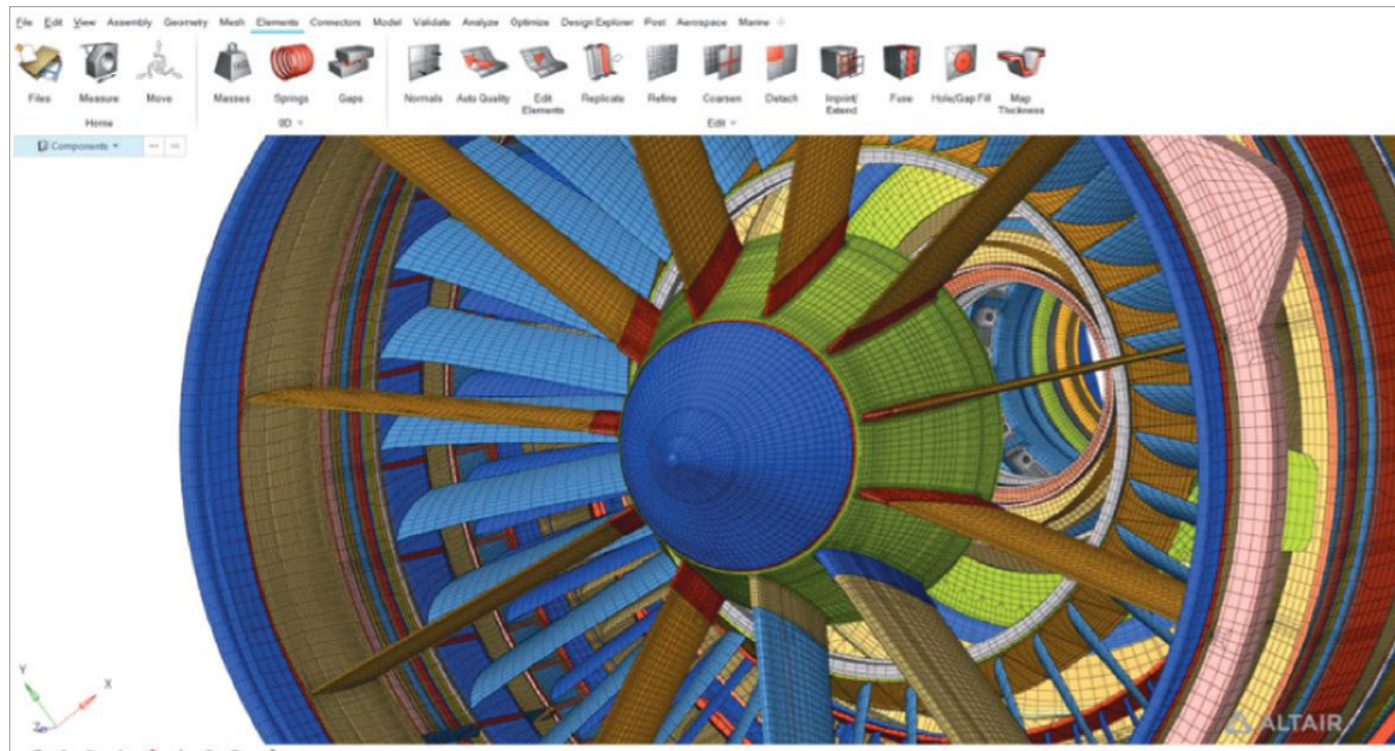 File Edit View Assembly Geometry Mesh Elements Connectors Model Validate Analyze Optimize Design Explorer Post Aerospace Marine
Files Measure Move Masses Springs Gaps Normals Auto Quality Edit Elements Replicate Refine Coarsen Detach Imprint/Extend Fuse Hole/Gap Fill Map Thickness
Home 0D Edit
Components
Y
X
Z
ALTAIR